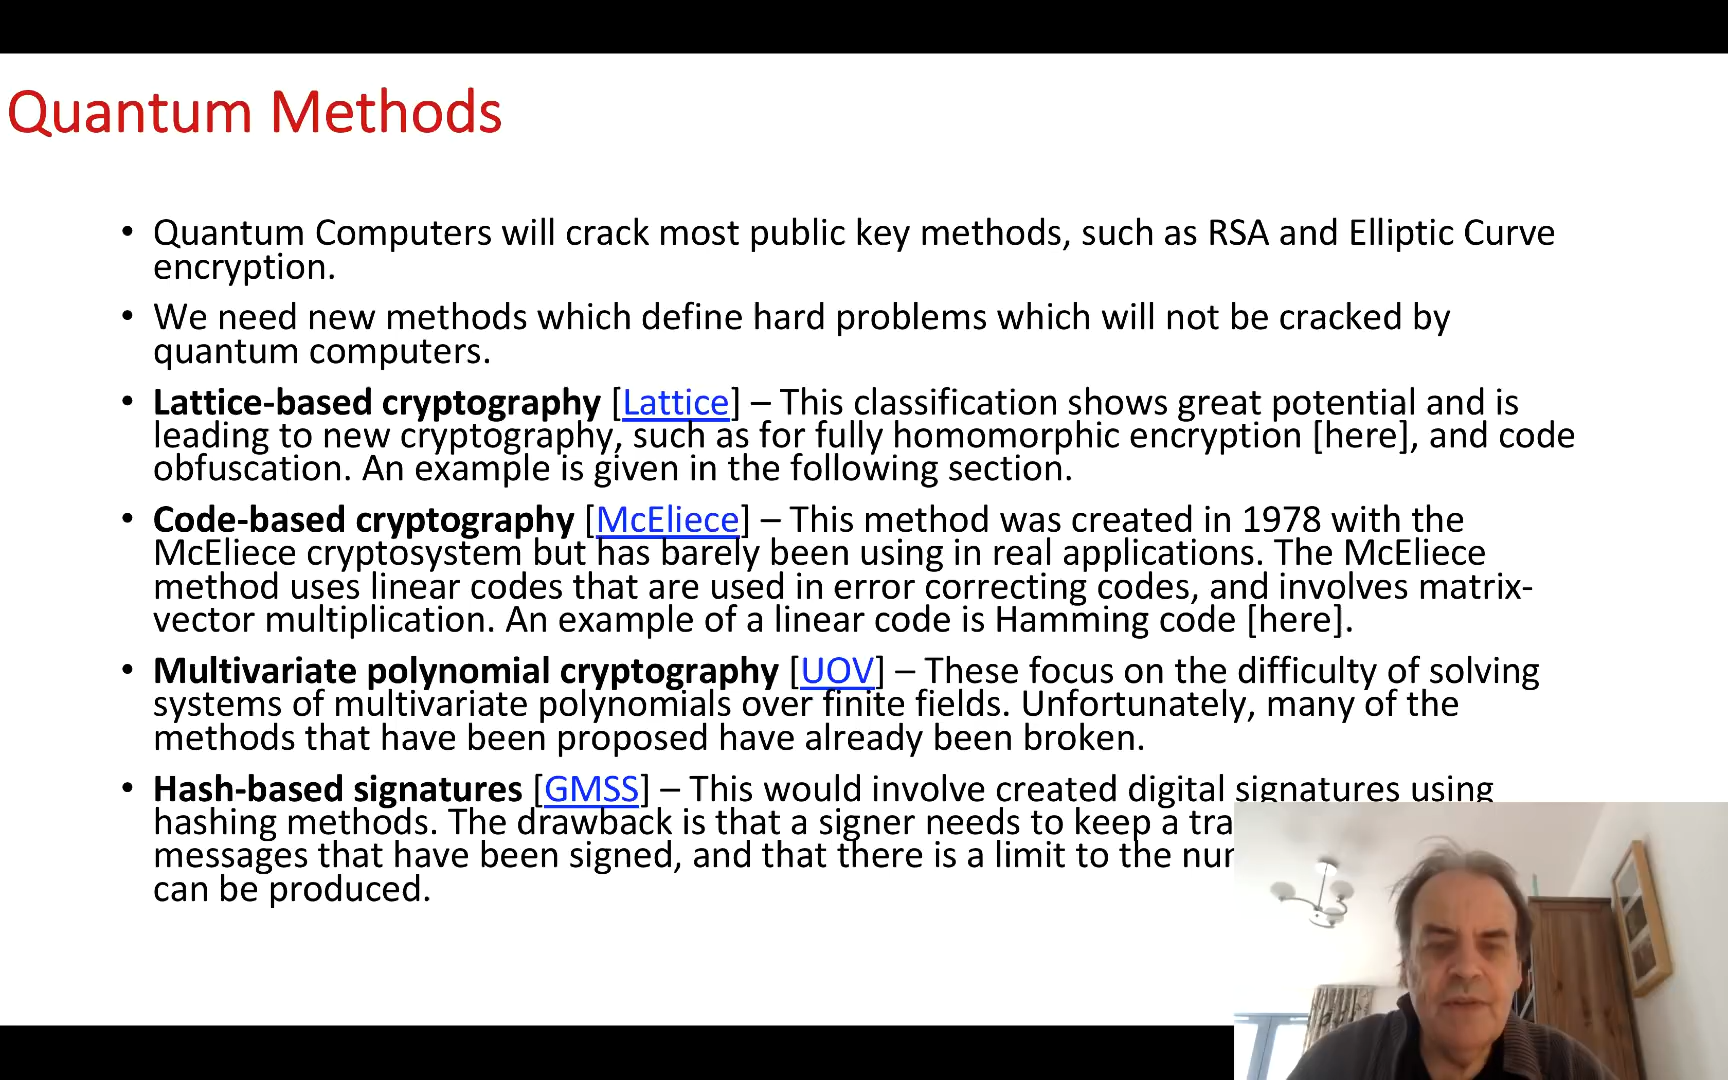 Quantum Methods
• Quantum Computers will crack most public key methods, such as RSA and Elliptic Curve
encryption.
• We need new methods which define hard problems which will not be cracked by
quantum computers.
• Lattice-based cryptography [Lattice] – This classification shows great potential and is
leading to new cryptography, such as for fully homomorphic encryption [here], and code
obfuscation. An example is given in the following section.
• Code-based cryptography [McEliece] – This method was created in 1978 with the
McEliece cryptosystem but has barely been using in real applications. The McEliece
method uses linear codes that are used in error correcting codes, and involves matrix-
vector multiplication. An example of a linear code is Hamming code [here].
• Multivariate polynomial cryptography [UOV] – These focus on the difficulty of solving
systems of multivariate polynomials over finite fields. Unfortunately, many of the
methods that have been proposed have already been broken.
• Hash-based signatures [GMSS] – This would involve created digital signatures using
hashing methods. The drawback is that a signer needs to keep a
messages that have been signed, and that there is a limit to the
can be produced.